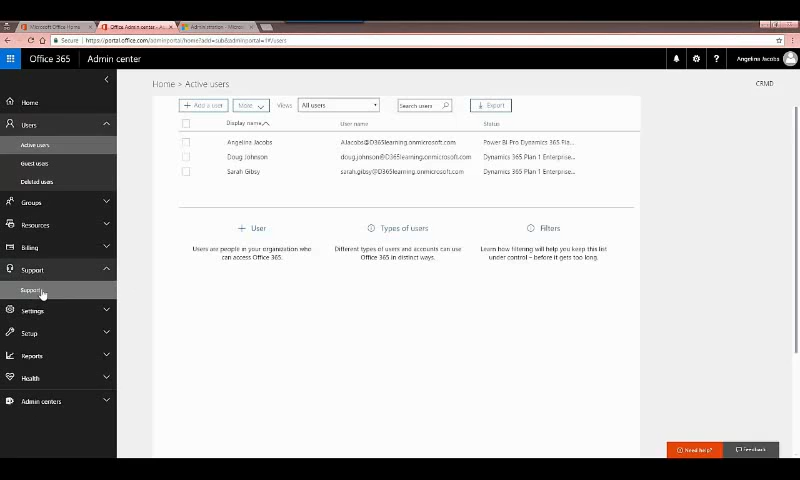 Microsoft Office Home
Office Admin center - A...
Administration - Micros...
Secure
https://portal.office.com/adminportal/home?add=sub&adminportal=1#/users
Office 365
Admin center
Angelina Jacobs
Home > Active users
CRMD
Home
Users
Active users
Guest users
Deleted users
Groups
Resources
Billing
Support
Support
Settings
Setup
Reports
Health
Admin centers
+ Add a user
More
Views
All users
Search users
Export
Display name
User name
Status
Angelina Jacobs
AJacobs@D365learning.onmicrosoft.com
Power BI Pro Dynamics 365 Pla...
Doug Johnson
doug.johnson@D365learning.onmicrosoft.com
Dynamics 365 Plan 1 Enterprise...
Sarah Gibsy
sarah.gibsy@D365learning.onmicrosoft.com
Dynamics 365 Plan 1 Enterprise...
+ User
Users are people in your organization who
can access Office 365.
Types of users
Different types of users and accounts can use
Office 365 in distinct ways.
Filters
Learn how filtering will help you keep this list
under control – before it gets too long.
Need help?
Feedback